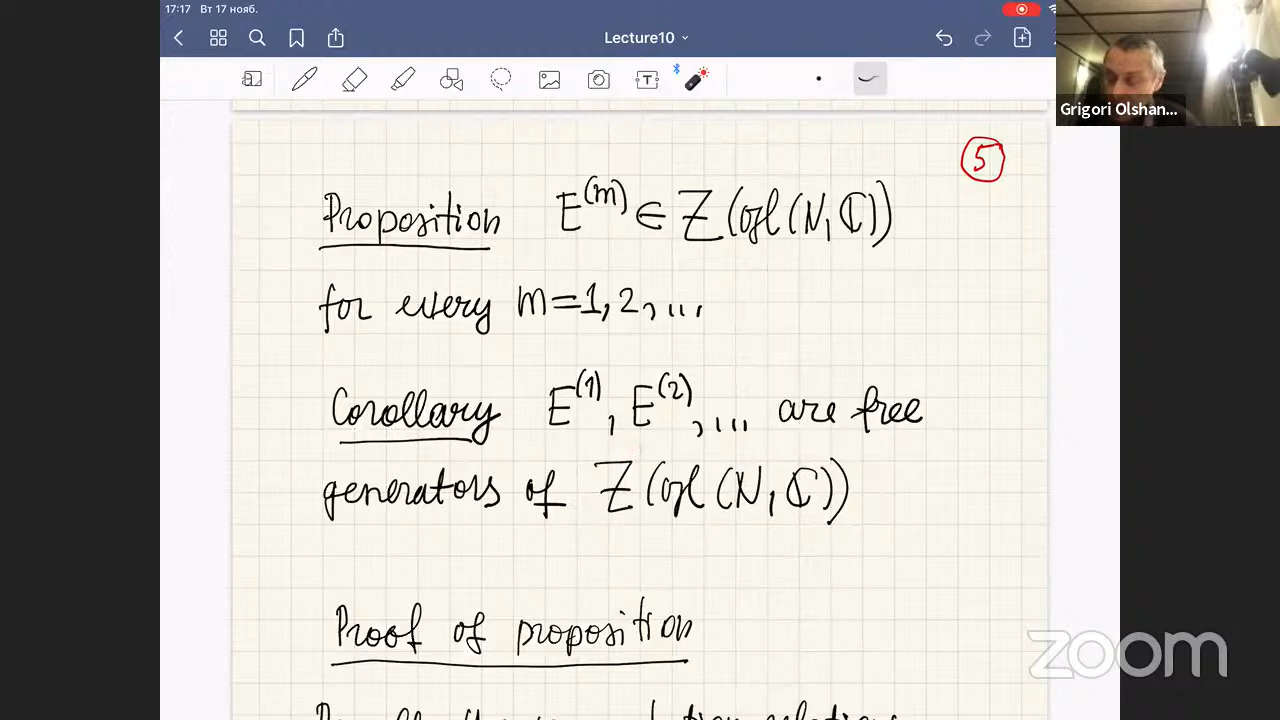 17:17 Вт 17 нояб.
Lecture10
Grigori Olshan...
5
Proposition E^(m) ∈ Z(gl(N, ℂ))
for every m=1, 2, ...
Corollary E^(1), E^(2), ... are free
generators of Z(gl(N, ℂ))
Proof of proposition
zoom